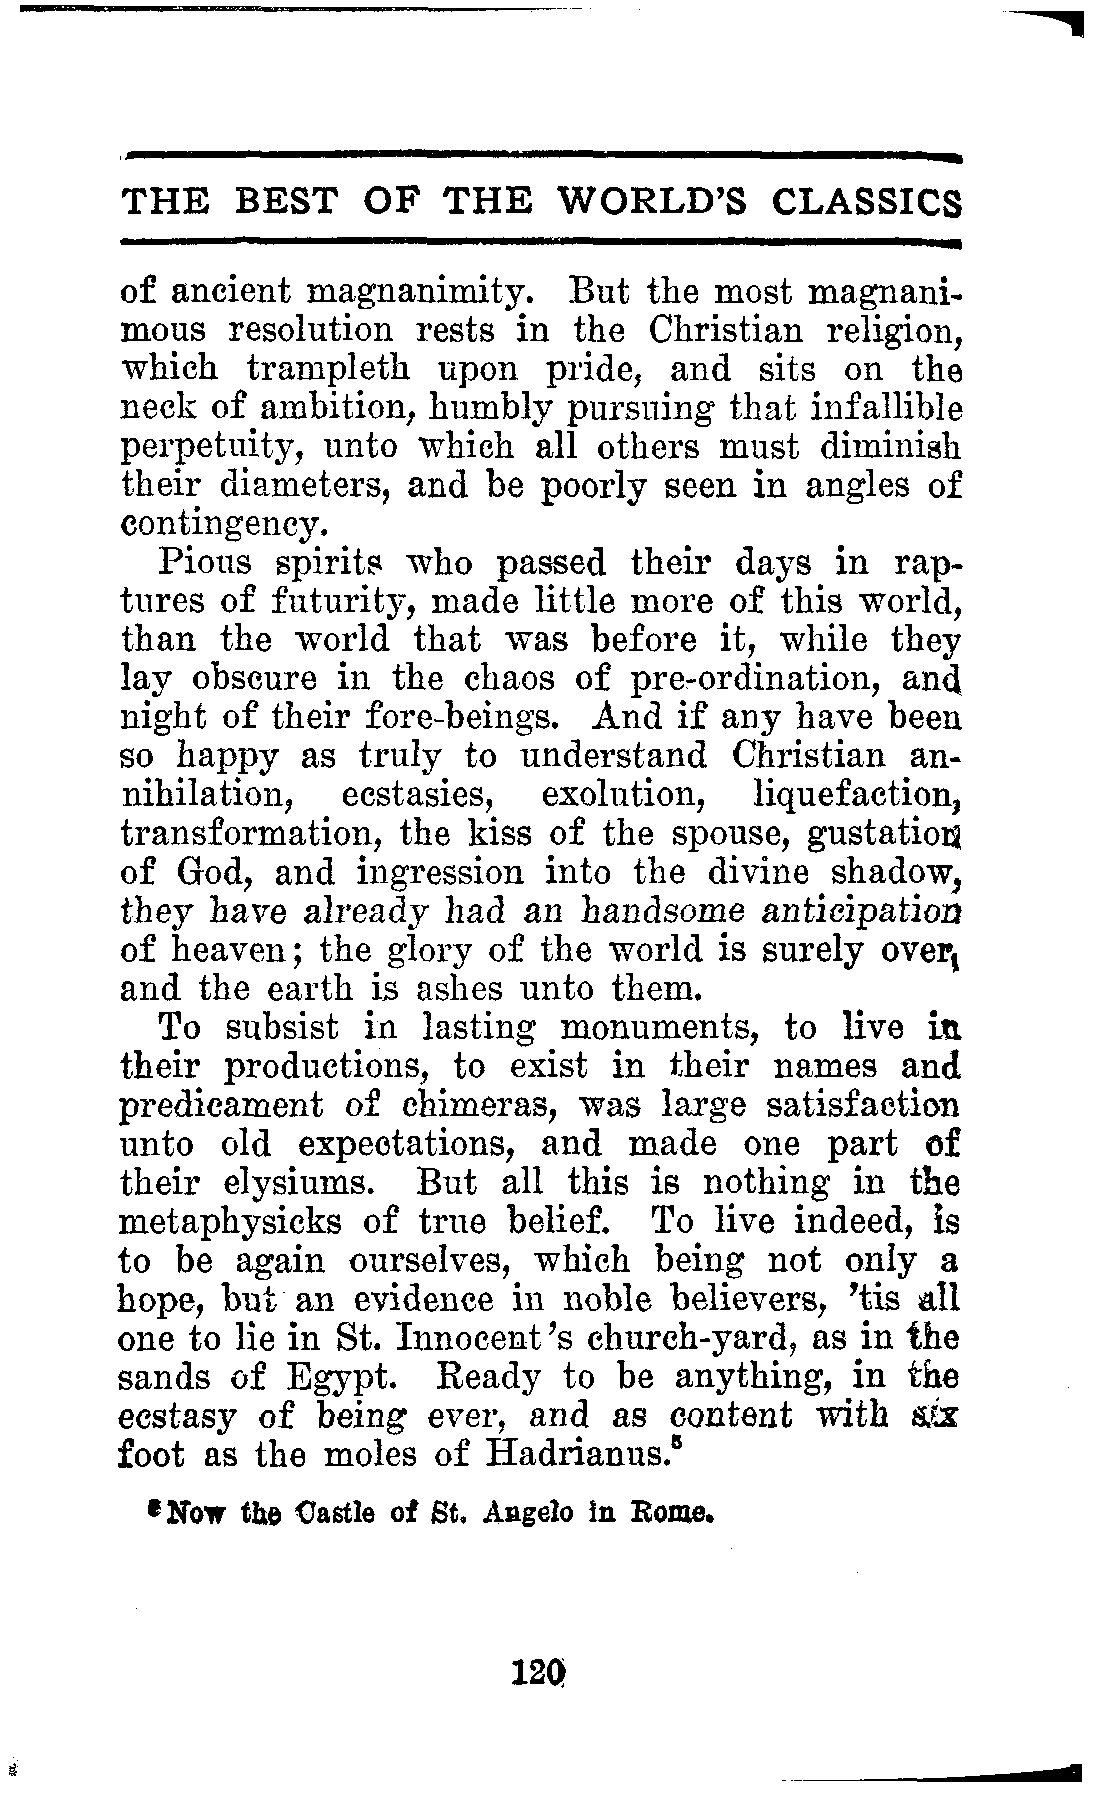 THE BEST OF THE WORLD'S CLASSICS
of ancient magnanimity. But the most magnani-
mous resolution rests in the Christian religion,
which trampleth upon pride, and sits on the
neck of ambition, humbly pursuing that infallible
perpetuity, unto which all others must diminish
their diameters, and be poorly seen in angles of
contingency.
Pious spirits who passed their days in rap-
tures of futurity, made little more of this world,
than the world that was before it, while they
lay obscure in the chaos of pre-ordination, and
night of their fore-beings. And if any have been
so happy as truly to understand Christian an-
nihilation, ecstasies, exolution, liquefaction,
transformation, the kiss of the spouse, gustation
of God, and ingression into the divine shadow,
they have already had an handsome anticipation
of heaven; the glory of the world is surely over,
and the earth is ashes unto them.
To subsist in lasting monuments, to live in
their productions, to exist in their names and
predicament of chimeras, was large satisfaction
unto old expectations, and made one part of
their elysiums. But all this is nothing in the
metaphysicks of true belief. To live indeed, is
to be again ourselves, which being not only a
hope, but an evidence in noble believers, 'tis all
one to lie in St. Innocent's church-yard, as in the
sands of Egypt. Ready to be anything, in the
ecstasy of being ever, and as content with six
foot as the moles of Hadrianus.⁵
⁵ Now the Castle of St. Angelo in Rome.
120